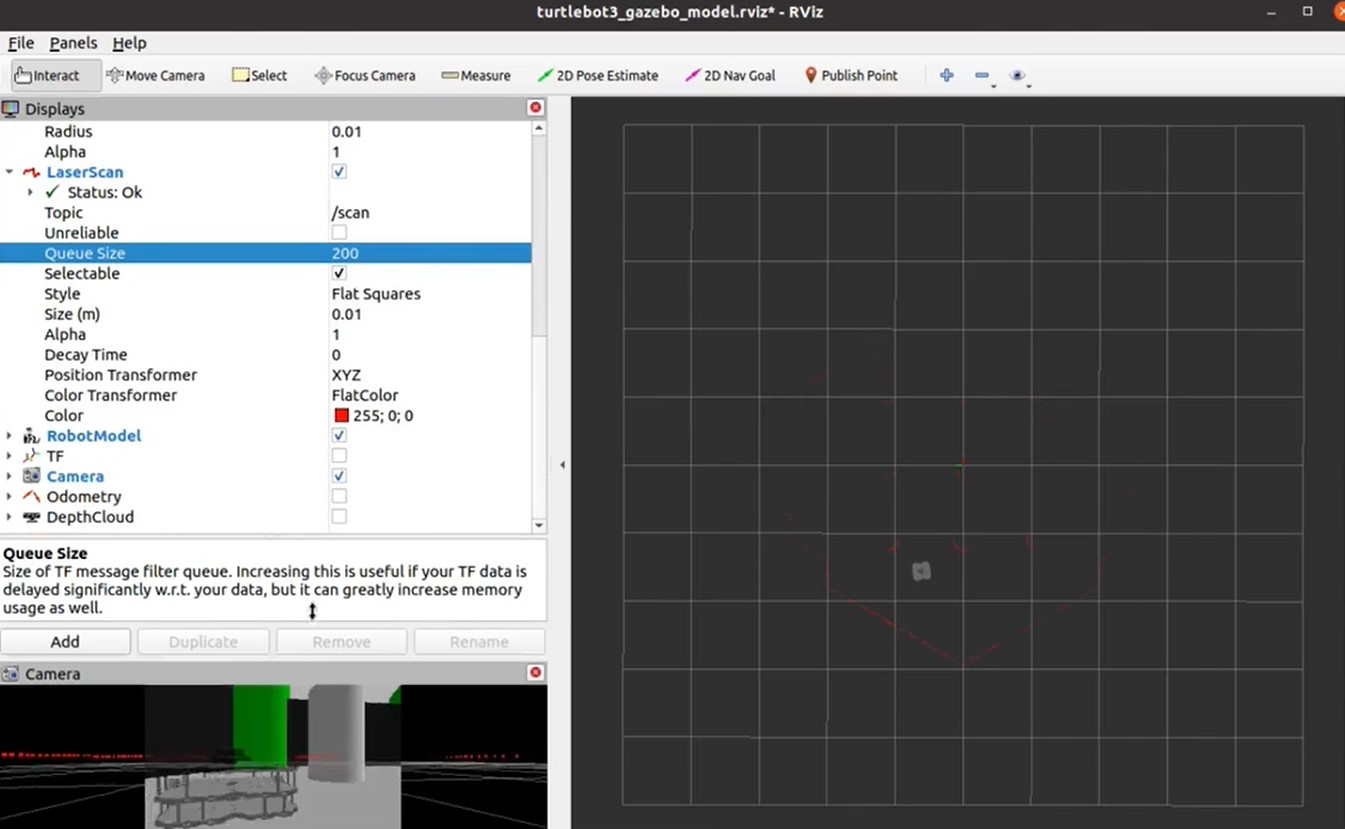 turtlebot3_gazebo_model.rviz* - RViz
File Panels Help
Interact Move Camera Select Focus Camera Measure 2D Pose Estimate 2D Nav Goal Publish Point
Displays
Radius 0.01
Alpha 1
LaserScan
Status: Ok
Topic /scan
Unreliable
Queue Size 200
Selectable
Style Flat Squares
Size (m) 0.01
Alpha 1
Decay Time 0
Position Transformer XYZ
Color Transformer FlatColor
Color 255; 0; 0
RobotModel
TF
Camera
Odometry
DepthCloud
Queue Size
Size of TF message filter queue. Increasing this is useful if your TF data is
delayed significantly w.r.t. your data, but it can greatly increase memory
usage as well.
Add Duplicate Remove Rename
Camera